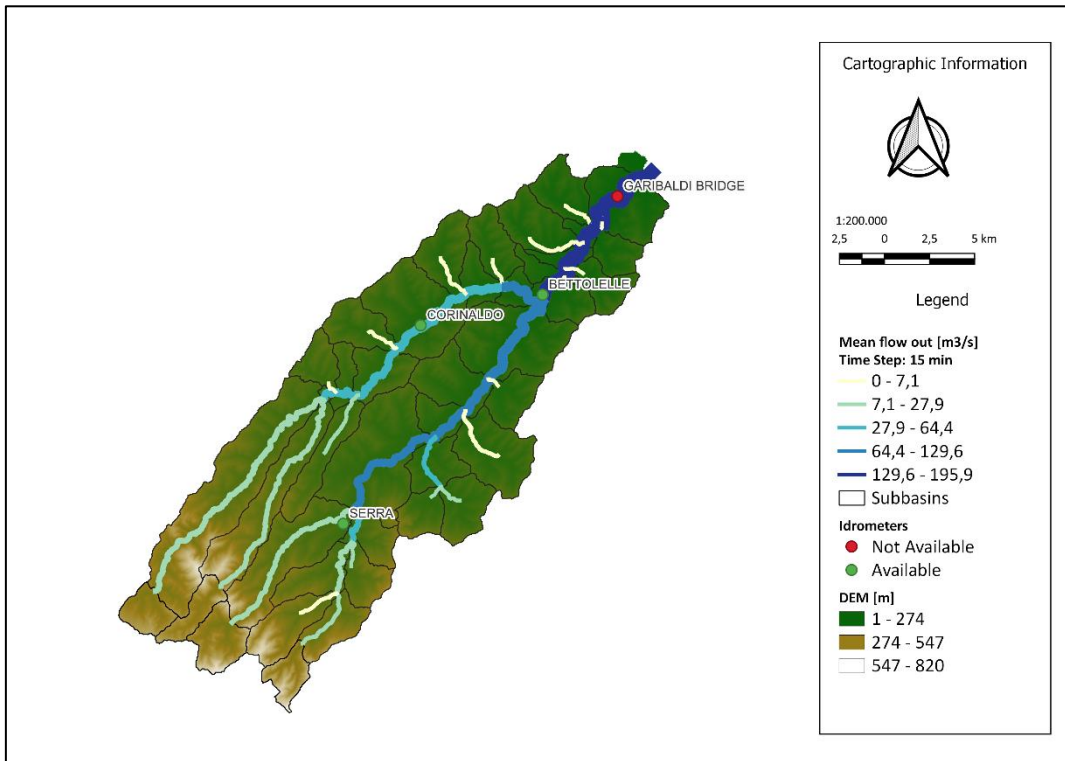 GARIBALDI BRIDGE
BETTOLELLE
CORINALDO
SERRA
Cartographic Information
1:200.000
2,5 0 2,5 5 km
Legend
Mean flow out [m3/s]
Time Step: 15 min
0 - 7,1
7,1 - 27,9
27,9 - 64,4
64,4 - 129,6
129,6 - 195,9
Subbasins
Idrometers
Not Available
Available
DEM [m]
1 - 274
274 - 547
547 - 820